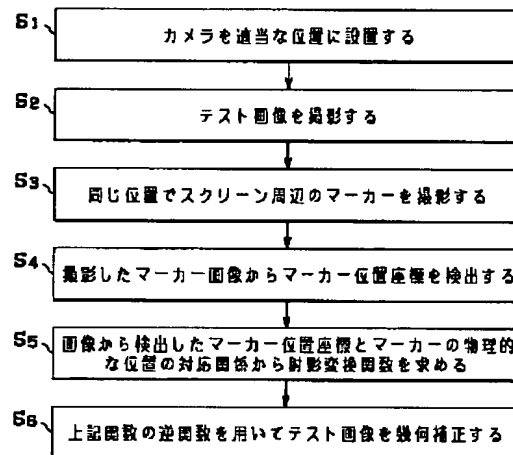 S1
カメラを適当な位置に設置する
S2
テスト画像を撮影する
S3
同じ位置でスクリーン周辺のマーカーを撮影する
S4
撮影したマーカー画像からマーカー位置座標を検出する
S5
画像から検出したマーカー位置座標とマーカーの物理的
な位置の対応関係から射影変換関数を求める
S6
上記関数の逆関数を用いてテスト画像を幾何補正する